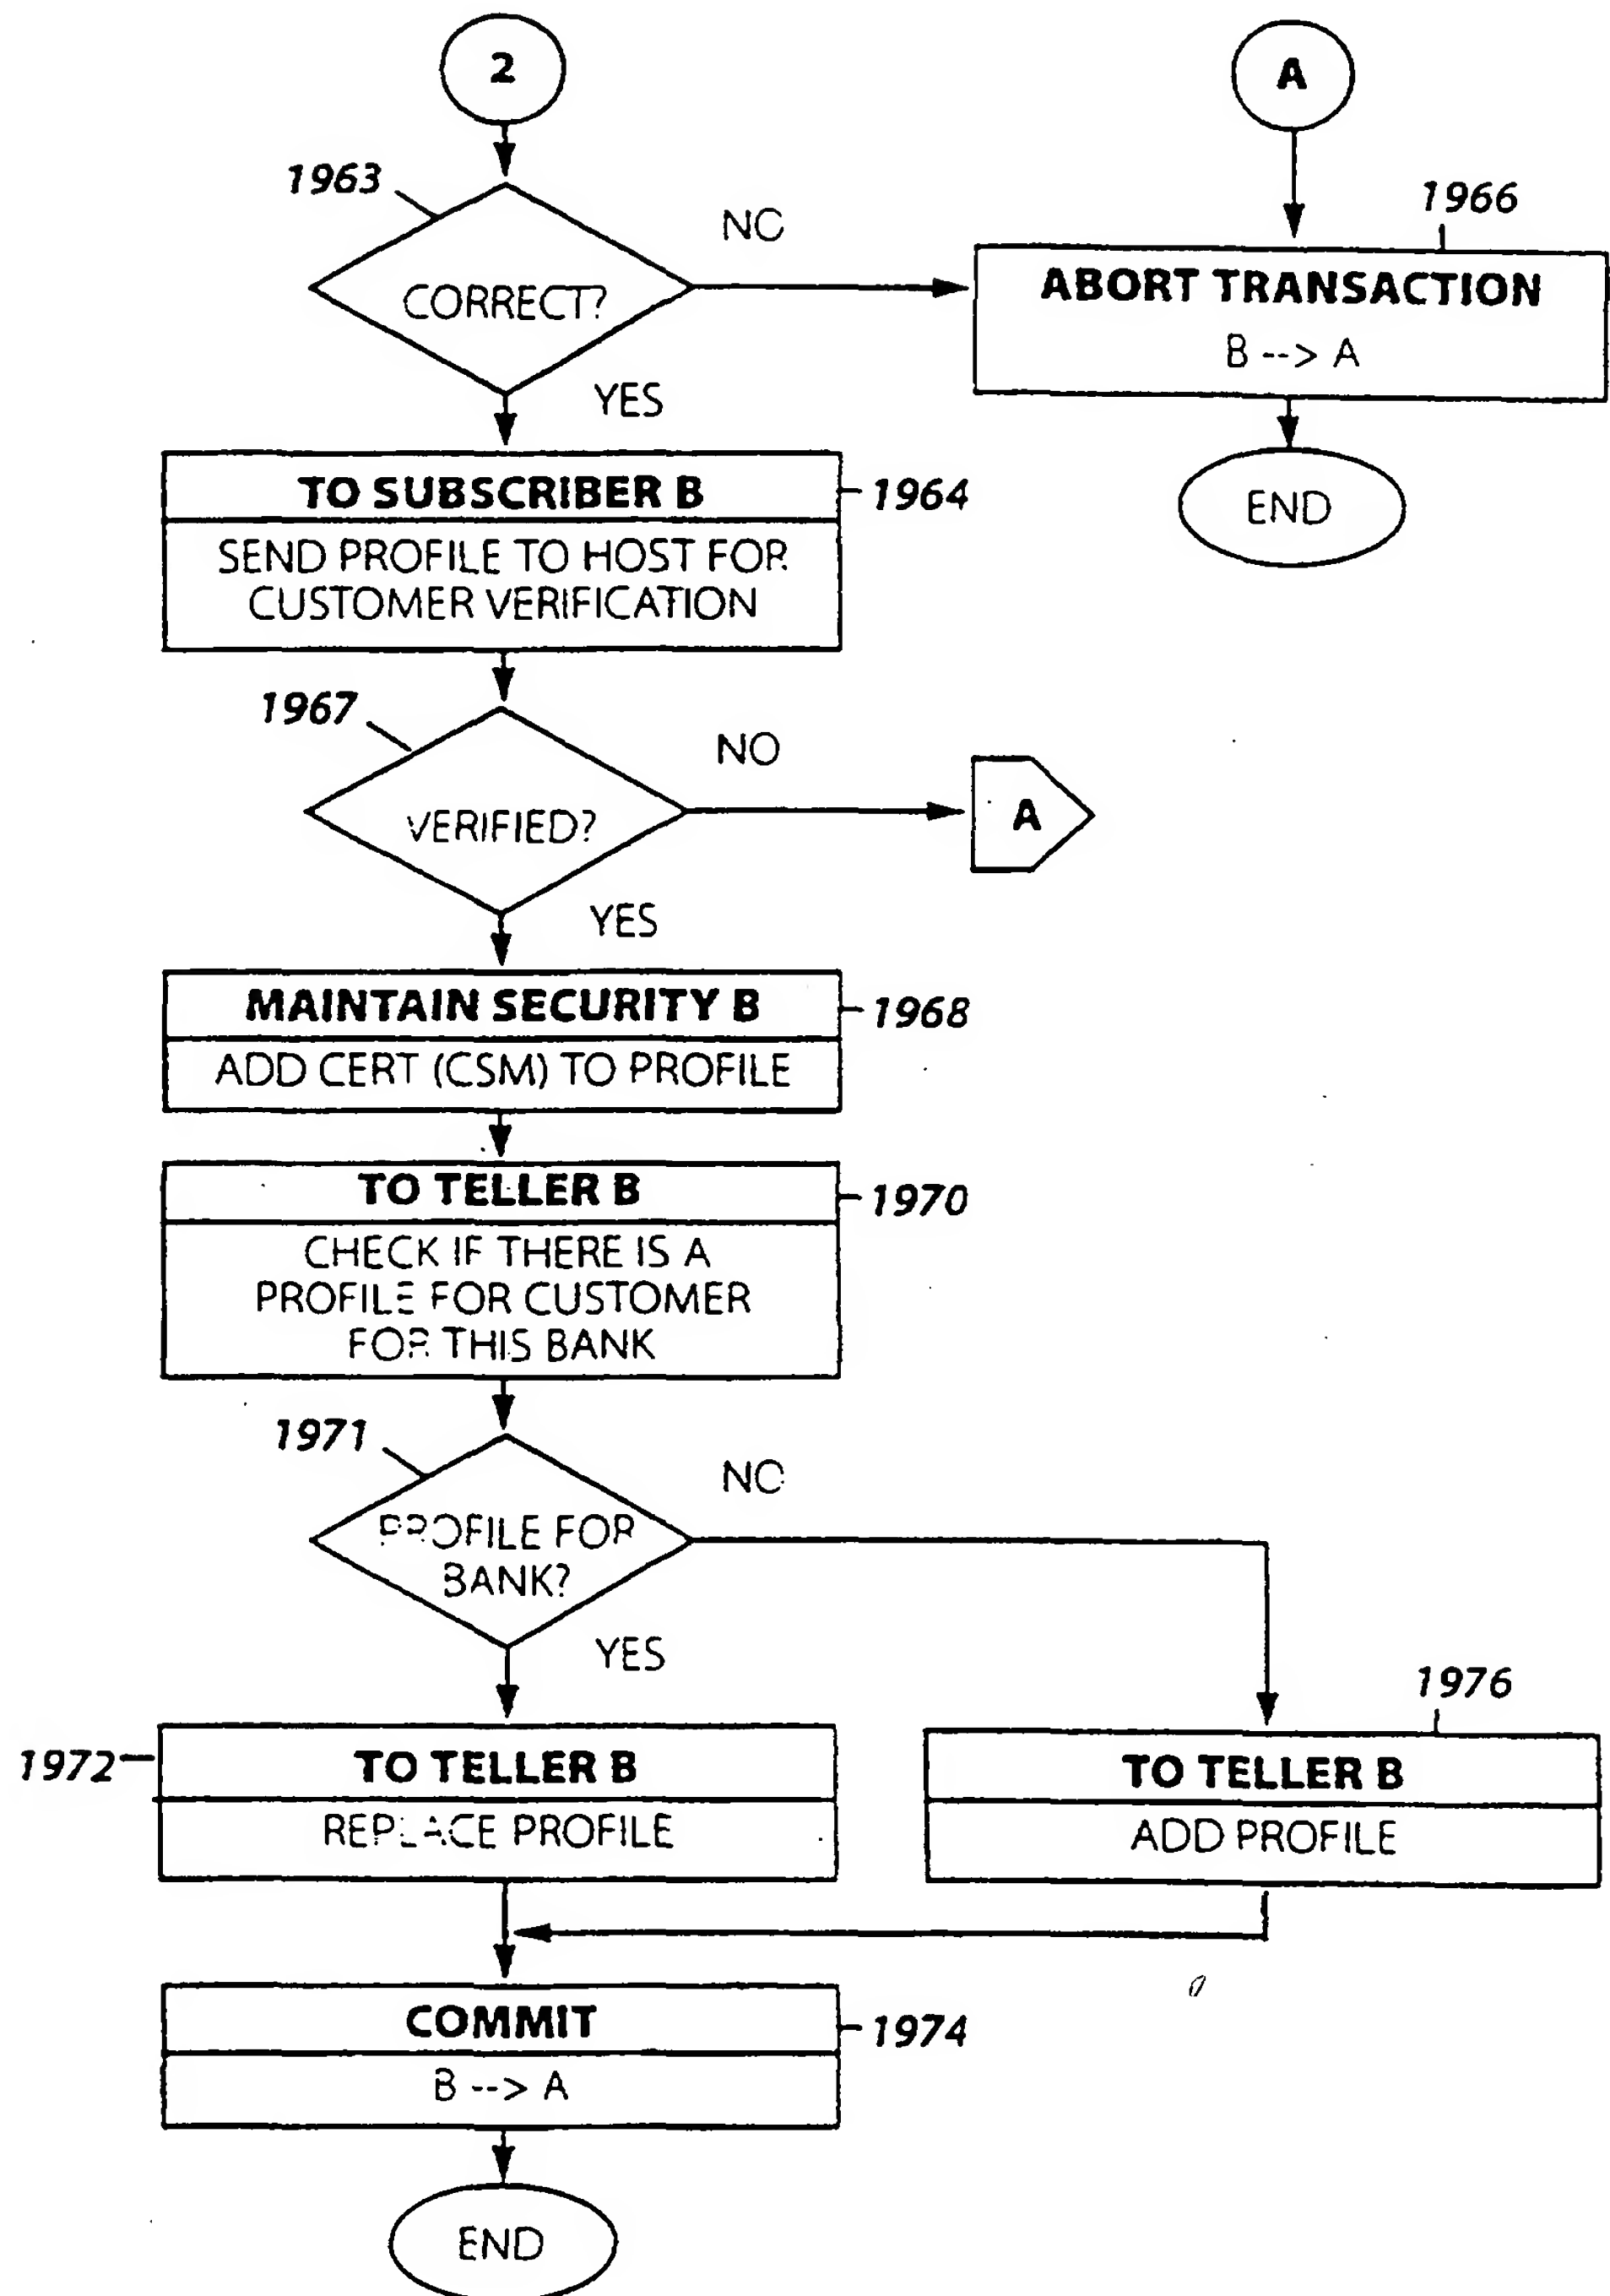 2
A
1963
NO
1966
CORRECT?
ABORT TRANSACTION
B --> A
YES
TO SUBSCRIBER B
1964
END
SEND PROFILE TO HOST FOR
CUSTOMER VERIFICATION
1967
NO
VERIFIED?
A
YES
MAINTAIN SECURITY B
1968
ADD CERT (CSM) TO PROFILE
TO TELLER B
1970
CHECK IF THERE IS A
PROFILE FOR CUSTOMER
FOR THIS BANK
1971
NO
PROFILE FOR
BANK?
YES
1976
1972
TO TELLER B
TO TELLER B
REPLACE PROFILE
ADD PROFILE
COMMIT
1974
B --> A
END